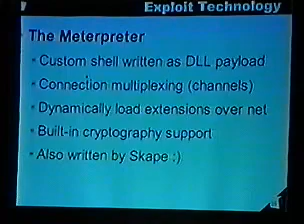 Exploit Technology
The Meterpreter
Custom shell written as DLL payload
Connection multiplexing (channels)
Dynamically load extensions over net
Built-in cryptography support
Also written by Skape :)